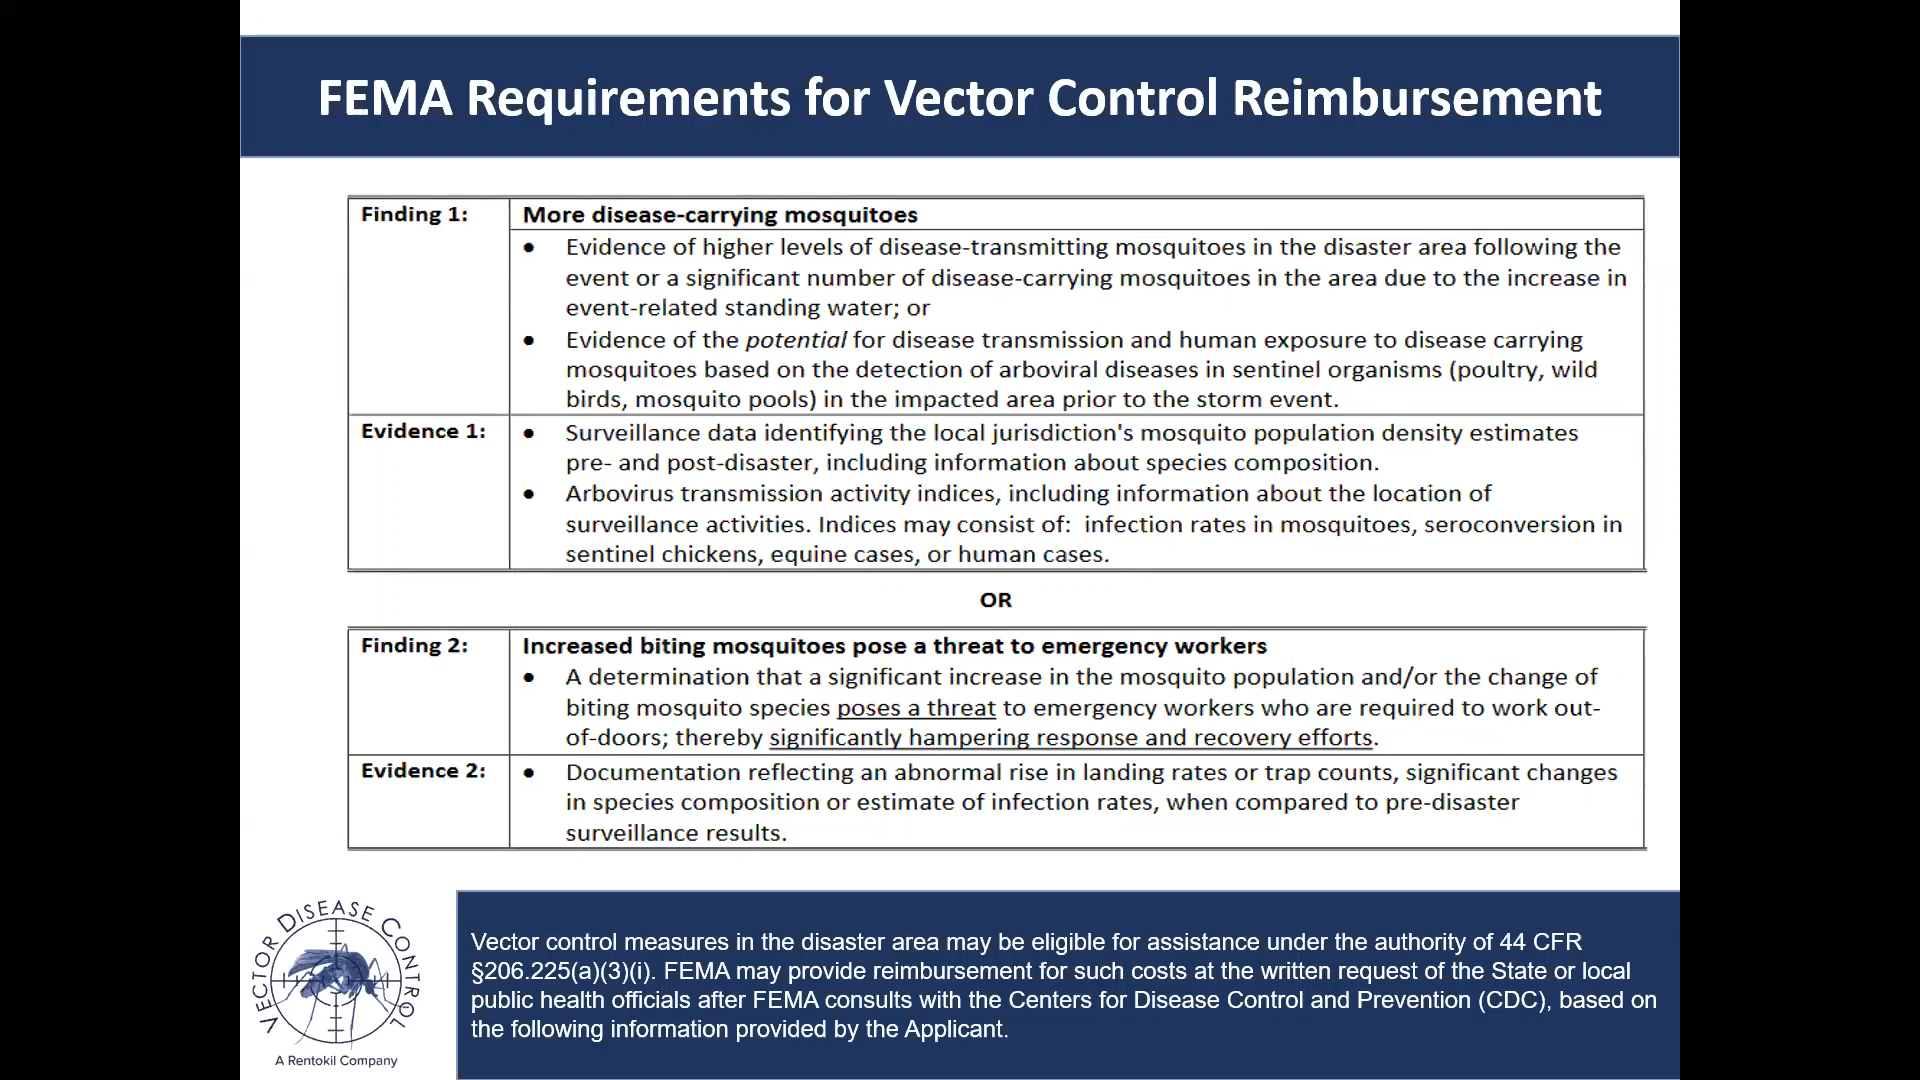 FEMA Requirements for Vector Control Reimbursement
Finding 1:
More disease-carrying mosquitoes
● Evidence of higher levels of disease-transmitting mosquitoes in the disaster area following the
event or a significant number of disease-carrying mosquitoes in the area due to the increase in
event-related standing water; or
● Evidence of the potential for disease transmission and human exposure to disease carrying
mosquitoes based on the detection of arboviral diseases in sentinel organisms (poultry, wild
birds, mosquito pools) in the impacted area prior to the storm event.
Evidence 1:
● Surveillance data identifying the local jurisdiction's mosquito population density estimates
pre- and post-disaster, including information about species composition.
● Arbovirus transmission activity indices, including information about the location of
surveillance activities. Indices may consist of: infection rates in mosquitoes, seroconversion in
sentinel chickens, equine cases, or human cases.
OR
Finding 2:
Increased biting mosquitoes pose a threat to emergency workers
● A determination that a significant increase in the mosquito population and/or the change of
biting mosquito species poses a threat to emergency workers who are required to work out-
of-doors; thereby significantly hampering response and recovery efforts.
Evidence 2:
● Documentation reflecting an abnormal rise in landing rates or trap counts, significant changes
in species composition or estimate of infection rates, when compared to pre-disaster
surveillance results.
VECTOR DISEASE CONTROL
A Rentokil Company
Vector control measures in the disaster area may be eligible for assistance under the authority of 44 CFR
§206.225(a)(3)(i). FEMA may provide reimbursement for such costs at the written request of the State or local
public health officials after FEMA consults with the Centers for Disease Control and Prevention (CDC), based on
the following information provided by the Applicant.